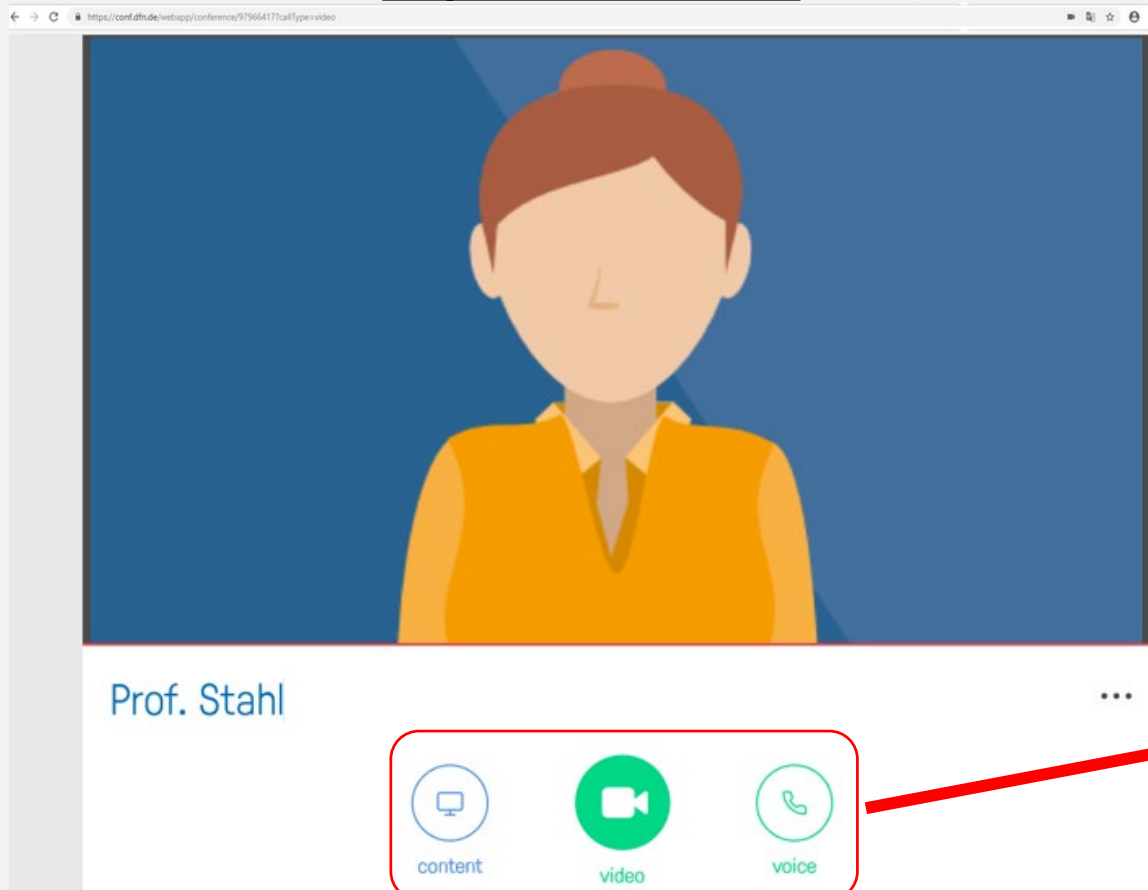 https://conf.dfn.de/webapp/conference/97966417?callType=video
Prof. Stahl
content
video
voice